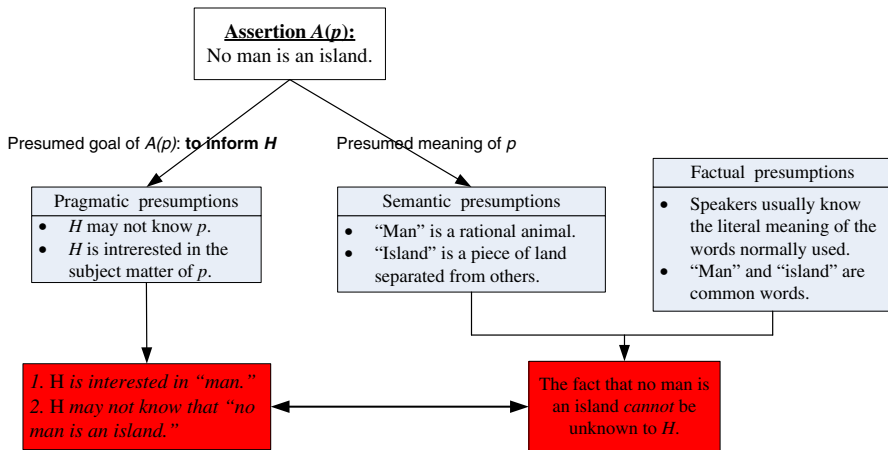 Assertion A(p):
No man is an island.
Presumed goal of A(p): to inform H
Presumed meaning of p
Pragmatic presumptions
• H may not know p.
• H is intrerested in the
subject matter of p.
Semantic presumptions
• “Man” is a rational animal.
• “Island” is a piece of land
separated from others.
Factual presumptions
• Speakers usually know
the literal meaning of the
words normally used.
• “Man” and “island” are
common words.
1. H is interested in “man.”
2. H may not know that “no
man is an island.”
The fact that no man is
an island cannot be
unknown to H.